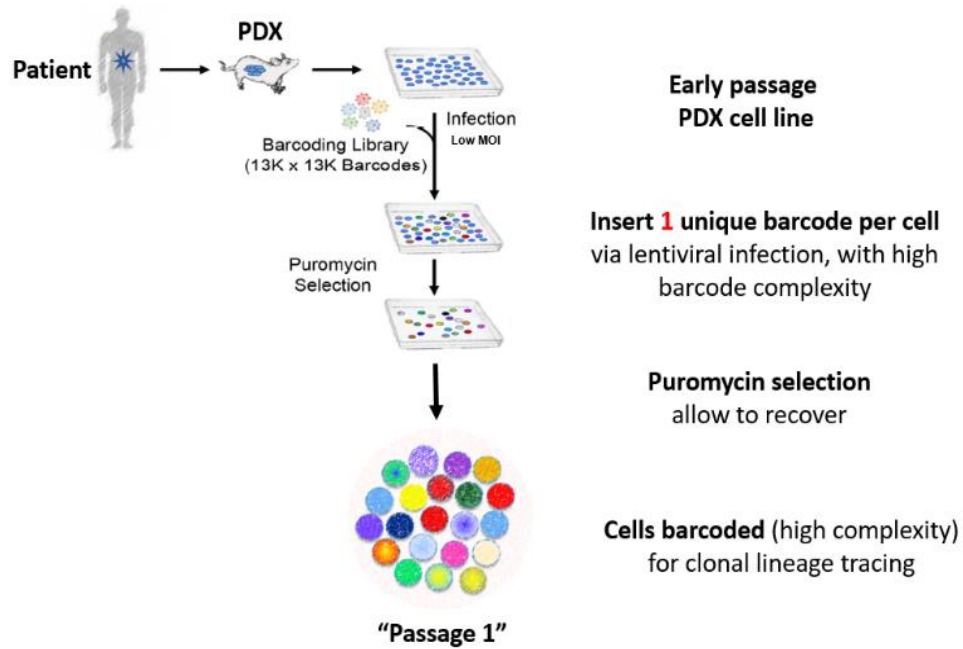 Patient
PDX
Early passage
PDX cell line
Infection
Low MOI
Barcoding Library
(13K x 13K Barcodes)
Insert 1 unique barcode per cell
via lentiviral infection, with high
barcode complexity
Puromycin
Selection
Puromycin selection
allow to recover
Cells barcoded (high complexity)
for clonal lineage tracing
“Passage 1”